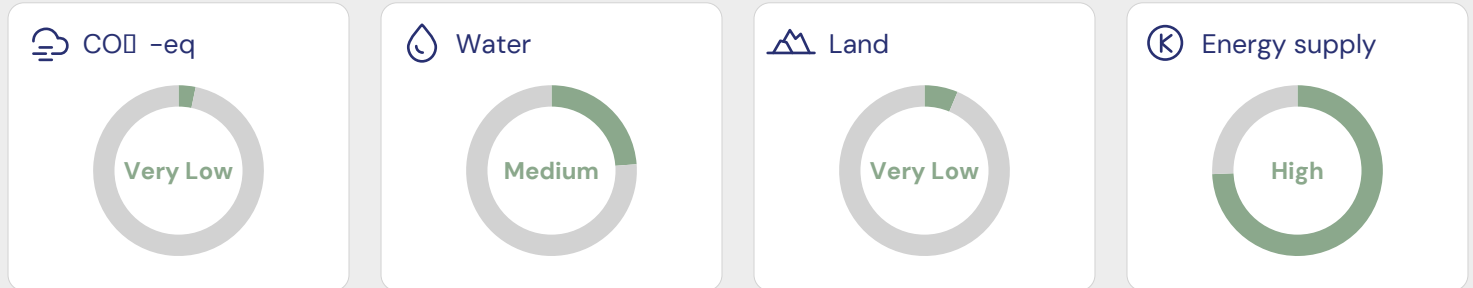 CO▯ -eq
Very Low
Water
Medium
Land
Very Low
Energy supply
High